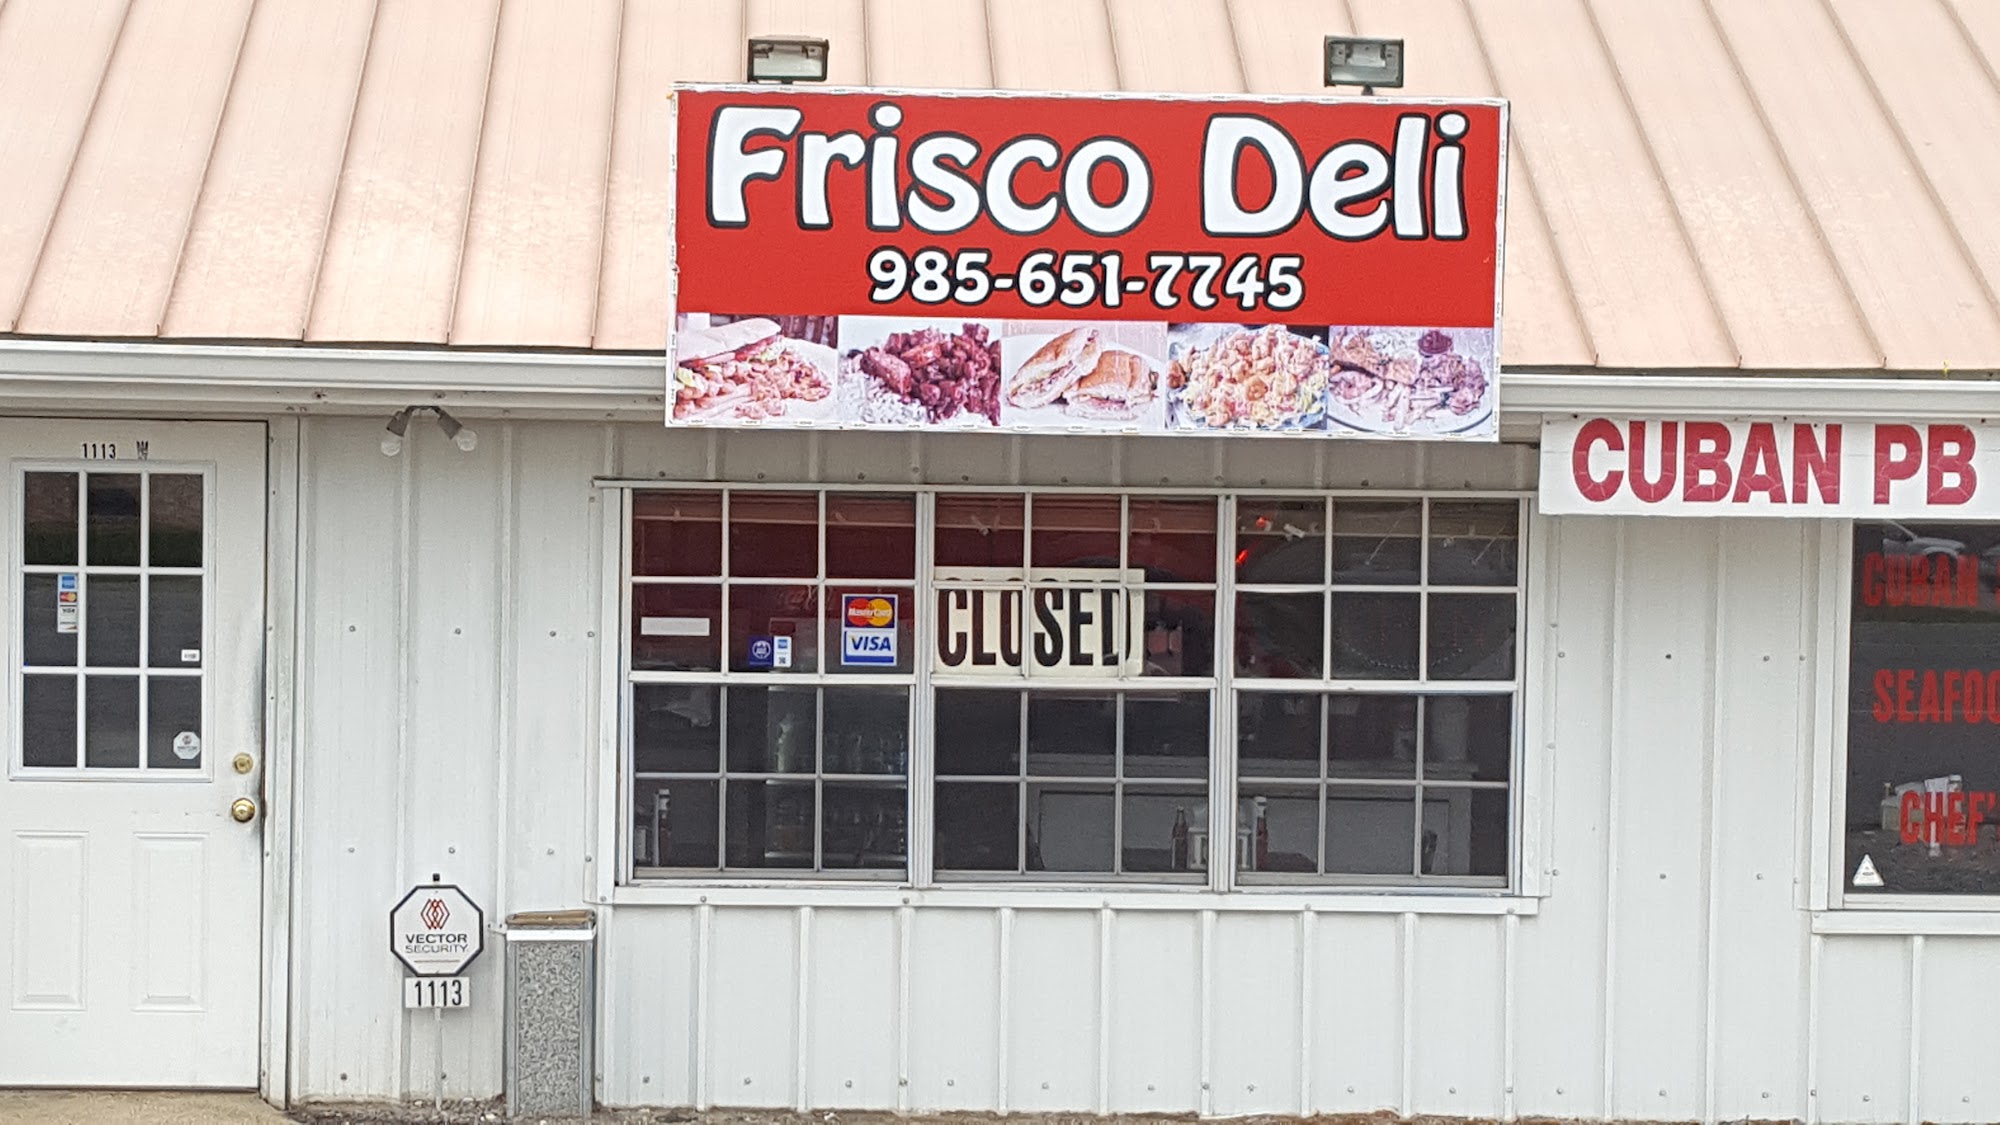 Frisco Deli
985-651-7745
CUBAN PB
1113 W
CLOSED
MasterCard
VISA
CUBAN
SEAFOO
CHEF'
VECTOR
SECURITY
1113